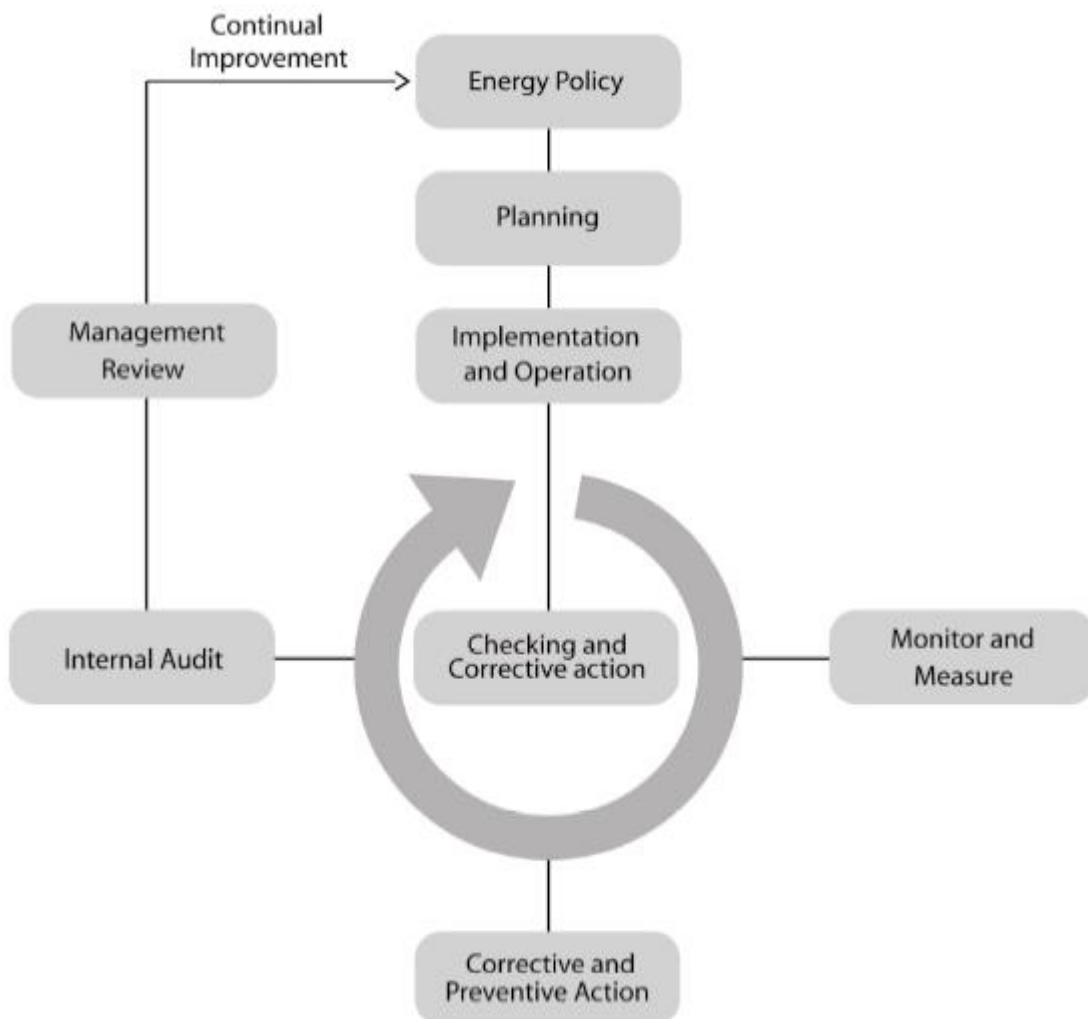 Continual
Improvement
Energy Policy
Planning
Management
Review
Implementation
and Operation
Internal Audit
Checking and
Corrective action
Monitor and
Measure
Corrective and
Preventive Action